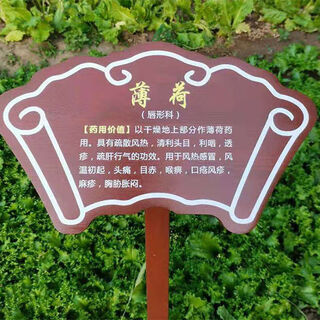 薄荷
（唇形科）
【药用价值】以干燥地上部分作薄荷药
用。具有疏散风热，清利头目，利咽，透
疹，疏肝行气的功效。用于风热感冒，风
温初起，头痛，目赤，喉痹，口疮风疹，
麻疹，胸胁胀闷。